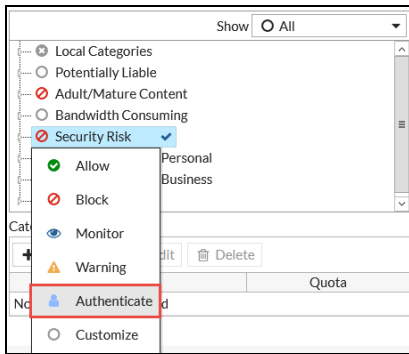 Show All
Local Categories
Potentially Liable
Adult/Mature Content
Bandwidth Consuming
Security Risk
Personal
Business
Allow
Block
Monitor
Warning
Authenticate
Customize
Delete
Quota